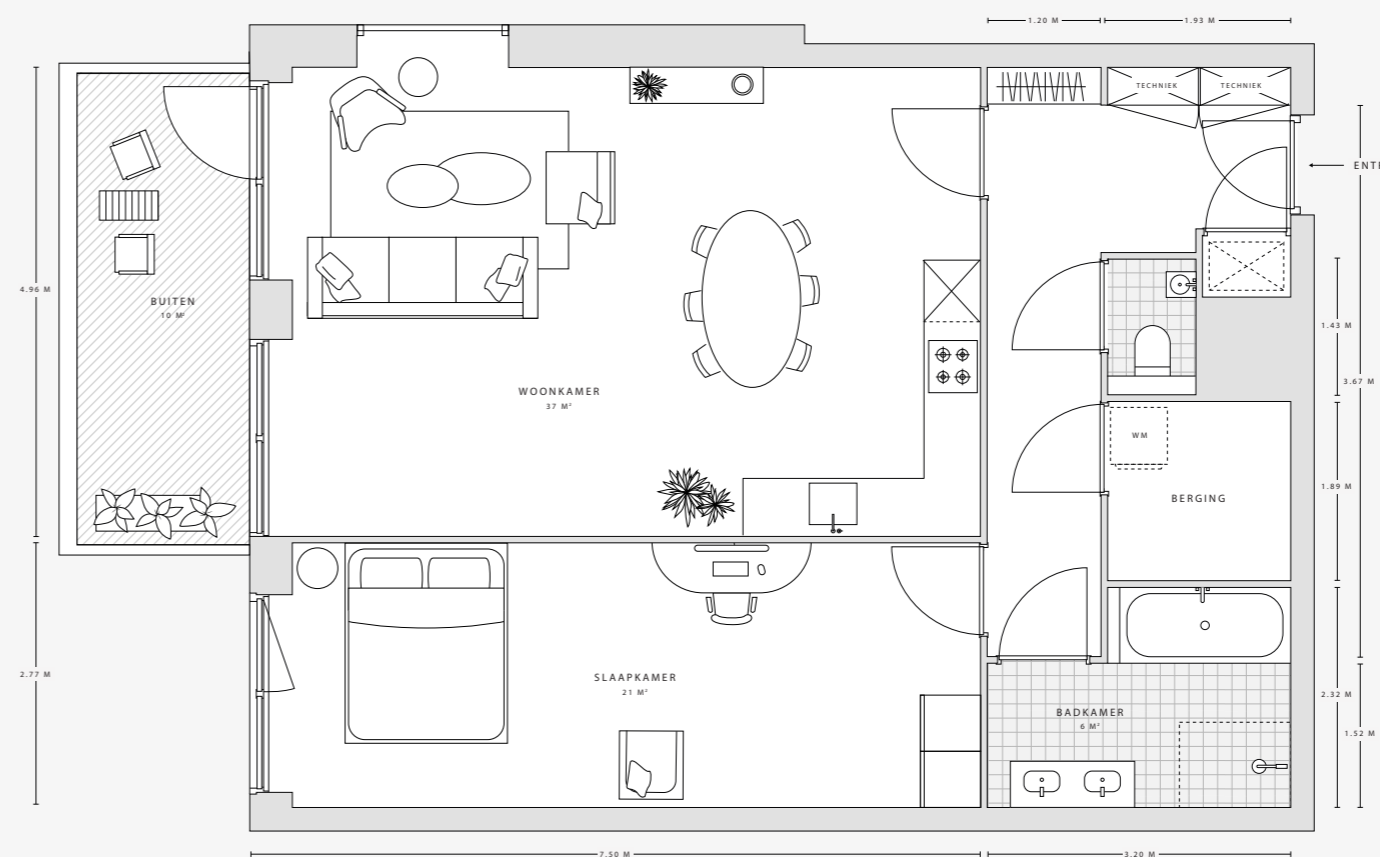 1.20 M
1.93 M
TECHNIEK
TECHNIEK
ENTR
4.96 M
BUITEN
10 M²
1.43 M
3.67 M
WOONKAMER
37 M²
WM
1.89 M
BERGING
2.77 M
SLAAPKAMER
21 M²
2.32 M
BADKAMER
6 M²
1.52 M
7.50 M
3.20 M